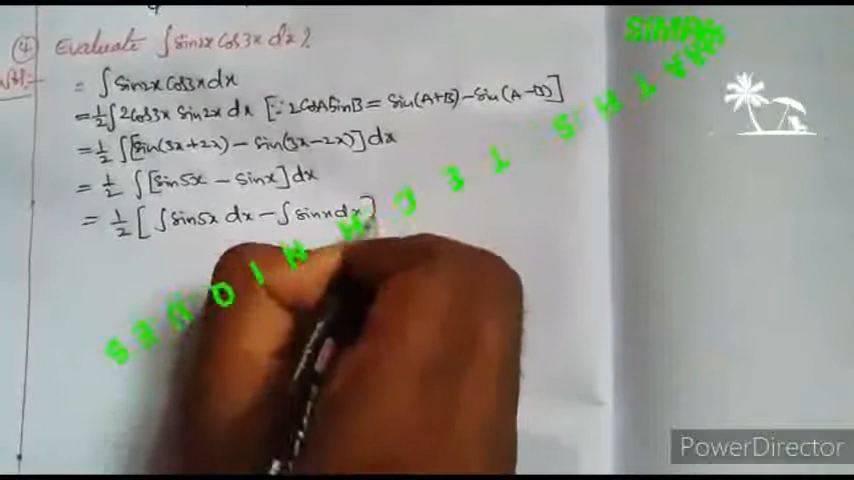 ④ Evaluate ∫sin2x cos3x dx /.
Sol:-
= ∫ sin2x cos3x dx
= 1/2 ∫ 2cos3x sin2x dx [∵ 2cosA sinB = sin(A+B) - sin(A-B)]
= 1/2 ∫ [sin(3x+2x) - sin(3x-2x)] dx
= 1/2 ∫ [sin5x - sinx] dx
= 1/2 [ ∫ sin5x dx - ∫ sinx dx ]
PowerDirector